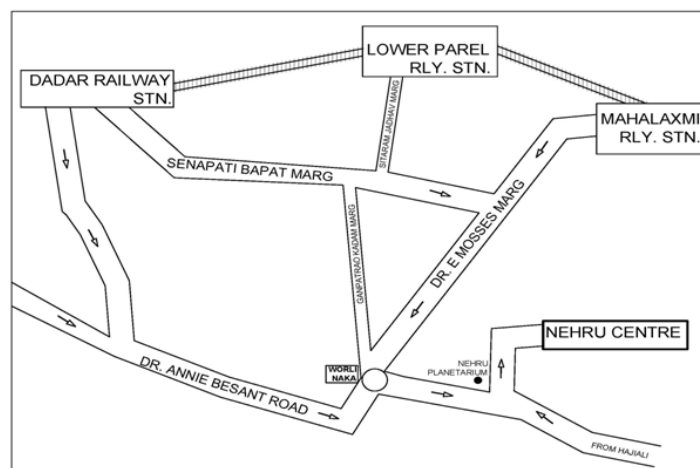 LOWER PAREL
RLY. STN.
DADAR RAILWAY
STN.
MAHALAXMI
RLY. STN.
SITARAM JADHAV MARG
SENAPATI BAPAT MARG
GANPATRAO KADAM MARG
DR. E MOSSES MARG
NEHRU CENTRE
NEHRU
PLANETARIUM
WORLI
NAKA
DR. ANNIE BESANT ROAD
FROM HAJIALI